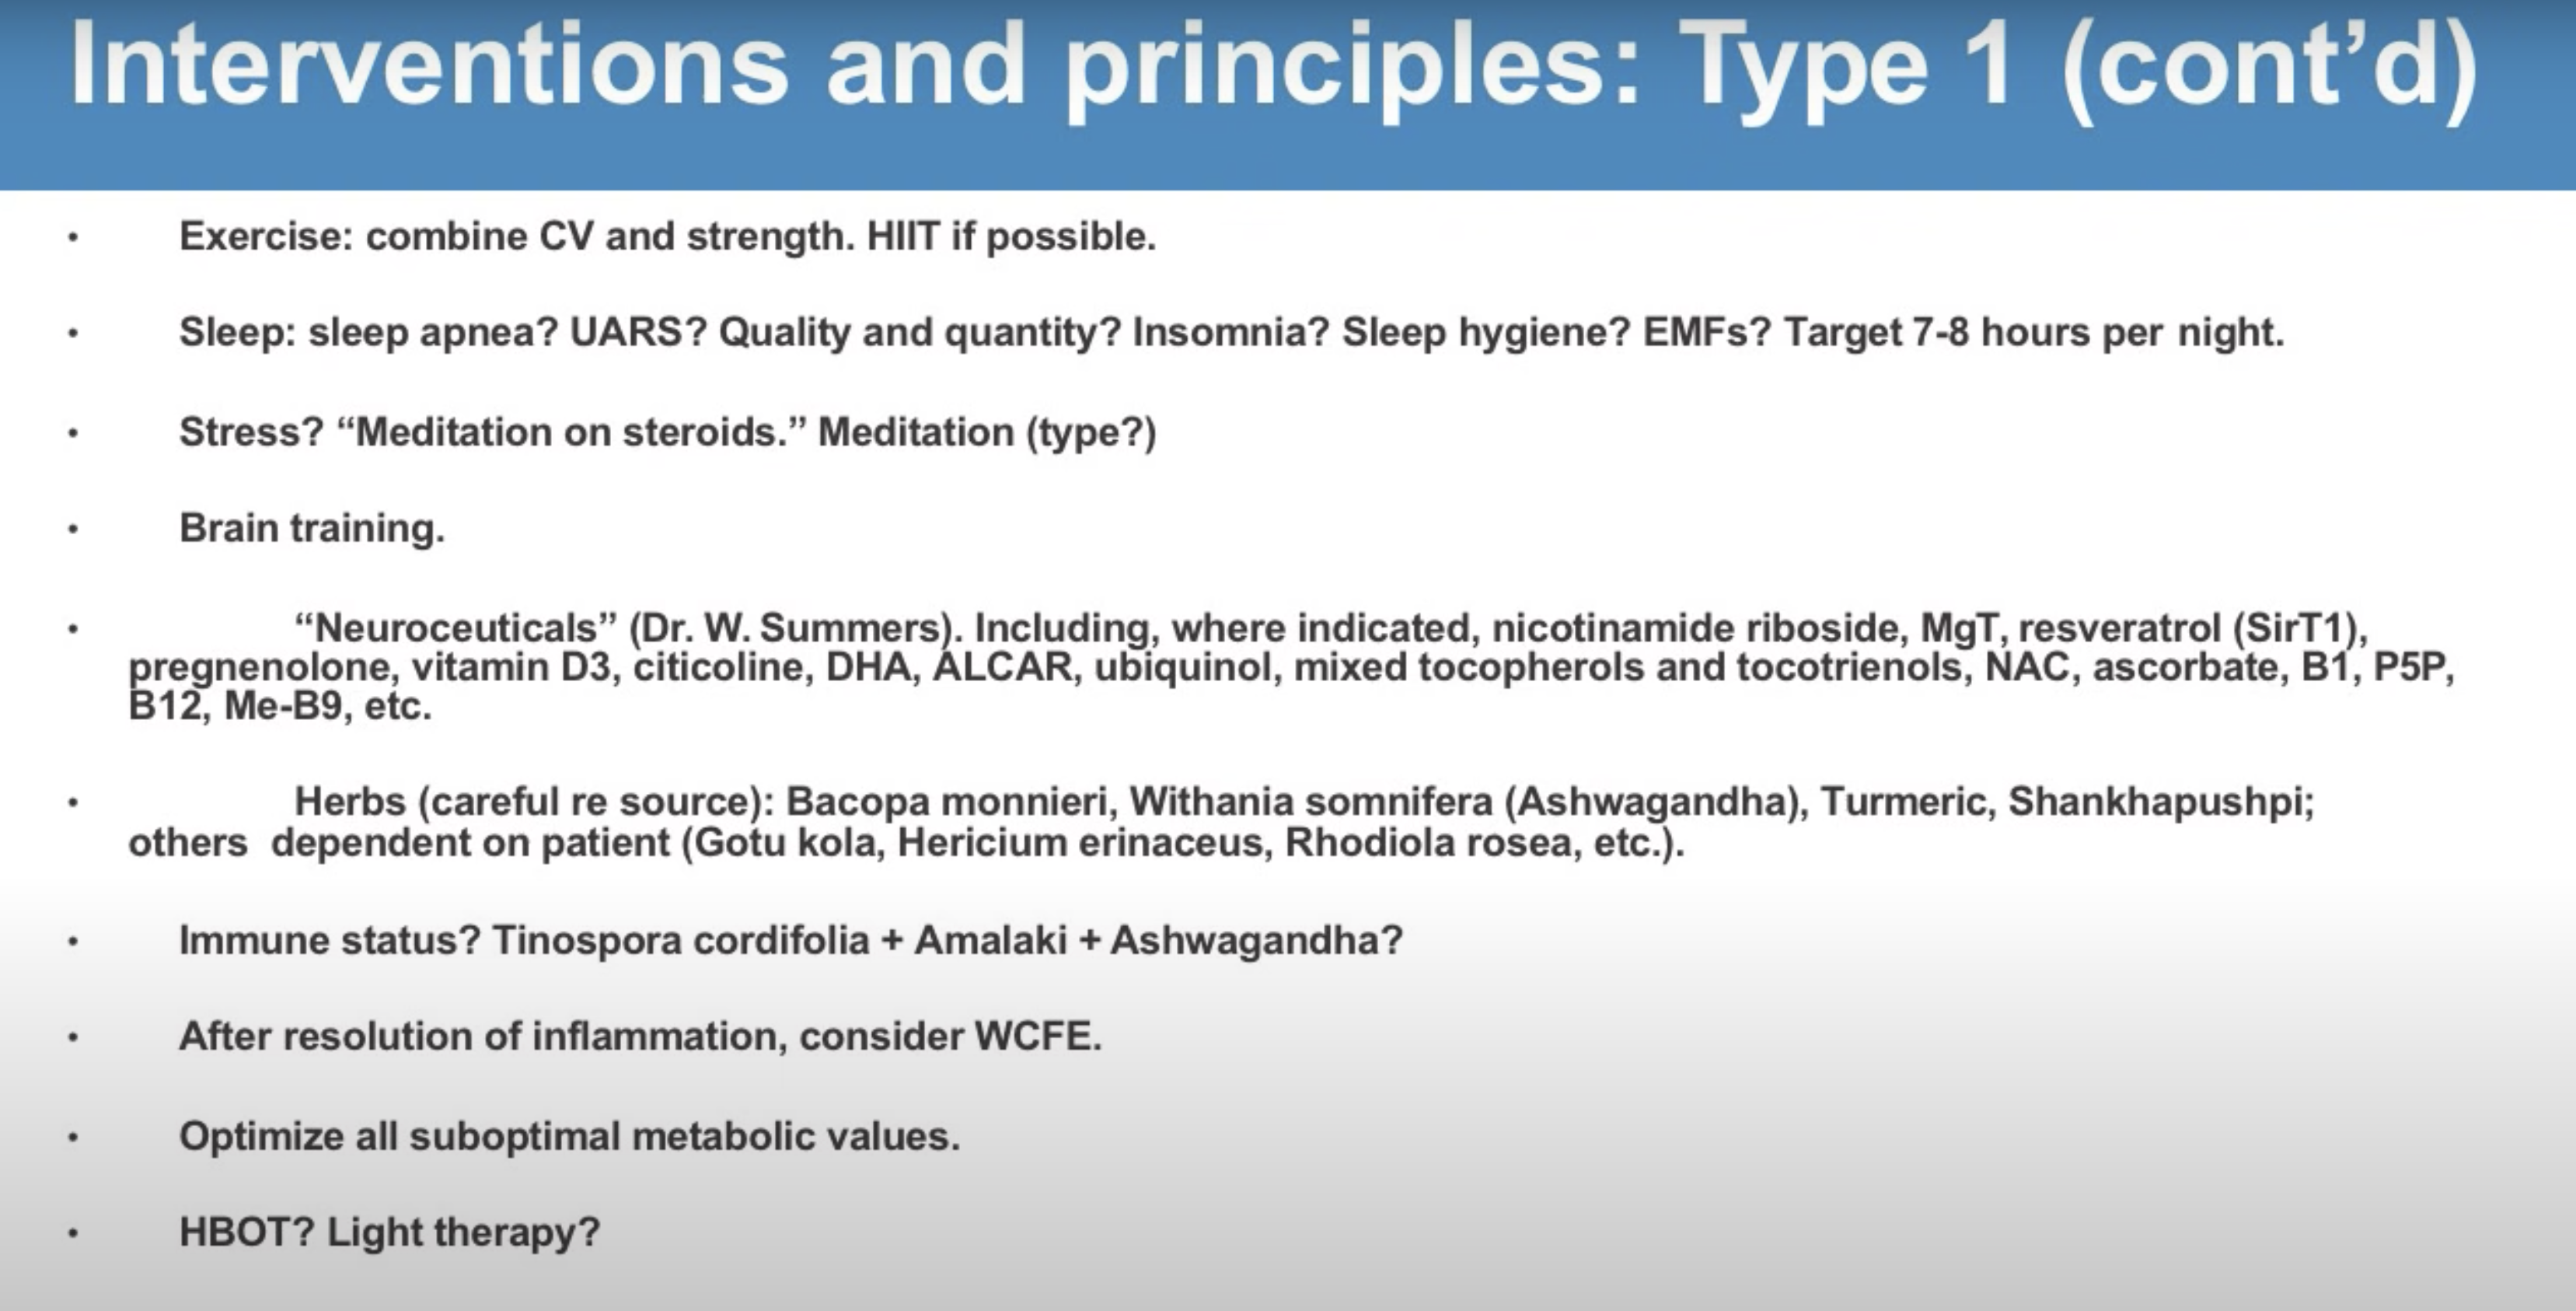 Interventions and principles: Type 1 (cont’d)
• Exercise: combine CV and strength. HIIT if possible.
• Sleep: sleep apnea? UARS? Quality and quantity? Insomnia? Sleep hygiene? EMFs? Target 7-8 hours per night.
• Stress? “Meditation on steroids.” Meditation (type?)
• Brain training.
• “Neuroceuticals” (Dr. W. Summers). Including, where indicated, nicotinamide riboside, MgT, resveratrol (SirT1),
pregnenolone, vitamin D3, citicoline, DHA, ALCAR, ubiquinol, mixed tocopherols and tocotrienols, NAC, ascorbate, B1, P5P,
B12, Me-B9, etc.
• Herbs (careful re source): Bacopa monnieri, Withania somnifera (Ashwagandha), Turmeric, Shankhapushpi;
others dependent on patient (Gotu kola, Hericium erinaceus, Rhodiola rosea, etc.).
• Immune status? Tinospora cordifolia + Amalaki + Ashwagandha?
• After resolution of inflammation, consider WCFE.
• Optimize all suboptimal metabolic values.
• HBOT? Light therapy?